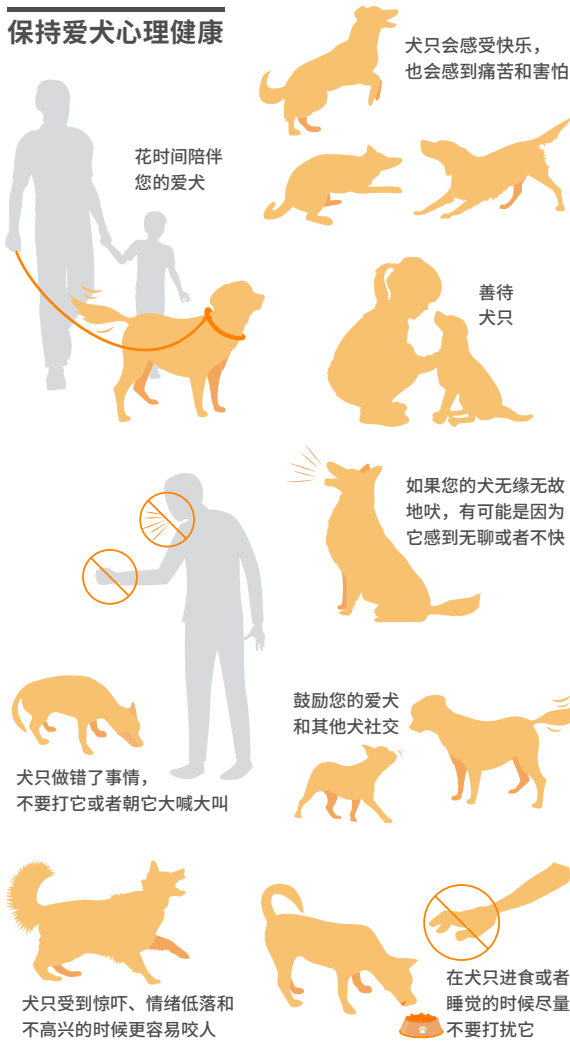 保持爱犬心理健康
犬只会感受快乐，
也会感到痛苦和害怕
花时间陪伴
您的爱犬
善待
犬只
如果您的犬无缘无故
地吠，有可能是因为
它感到无聊或者不快
犬只做错了事情，
不要打它或者朝它大喊大叫
鼓励您的爱犬
和其他犬社交
犬只受到惊吓、情绪低落和
不高兴的时候更容易咬人
在犬只进食或者
睡觉的时候尽量
不要打扰它